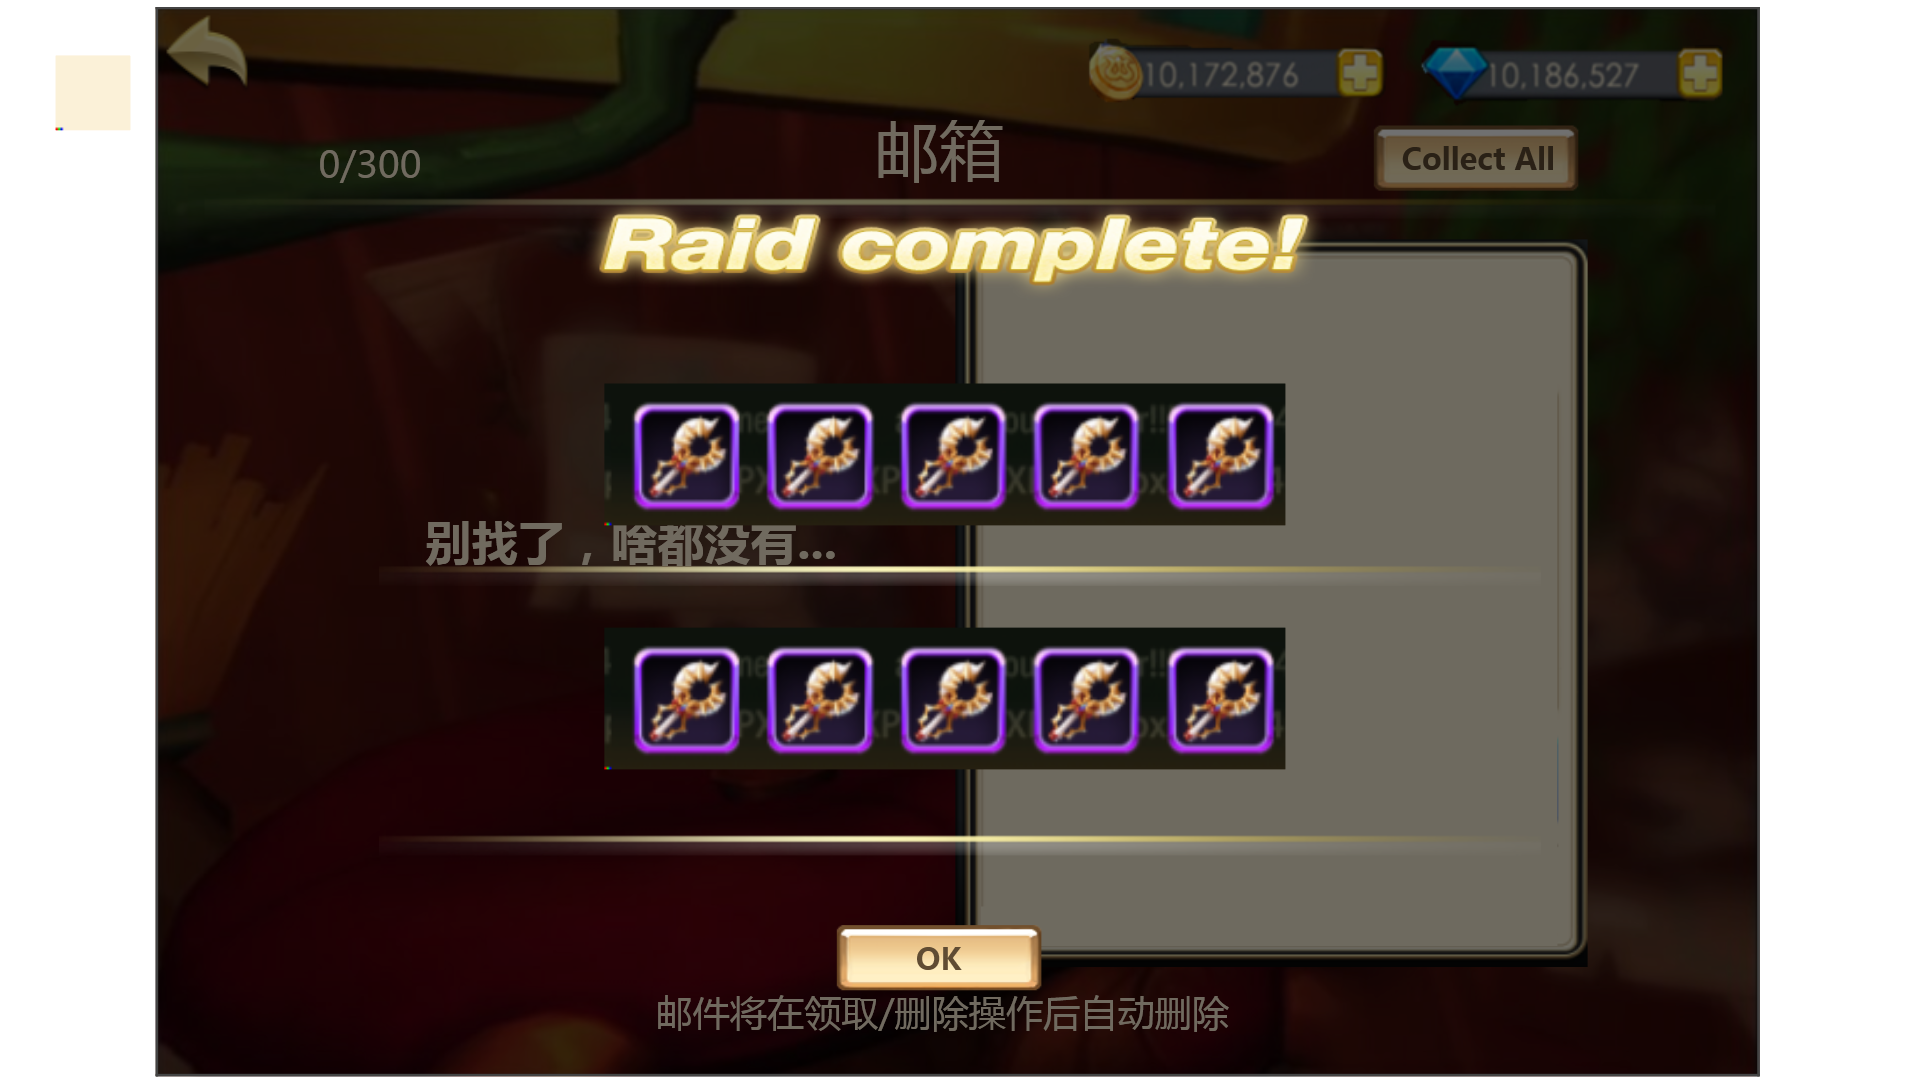 10,172,876
10,186,527
0/300
邮箱
Collect All
Raid complete!
别找了，啥都没有...
OK
邮件将在领取/删除操作后自动删除